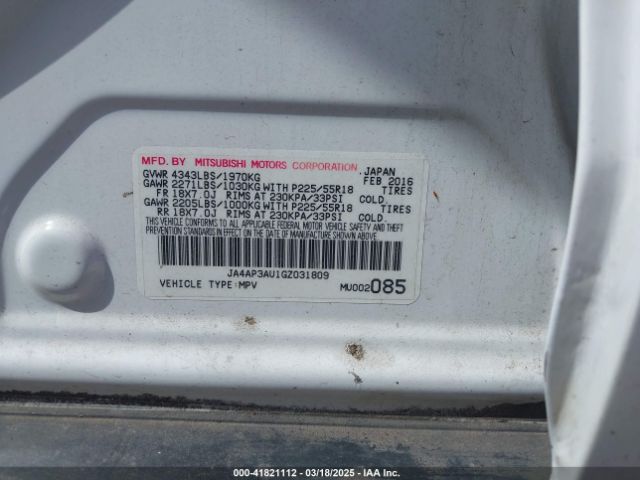 MFD. BY MITSUBISHI MOTORS CORPORATION JAPAN
GVWR 4343LBS/1970KG FEB 2016
GAWR 2271LBS/1030KG WITH P225/55R18 TIRES
FR 18X7.0J RIMS AT 230KPA/33PSI COLD.
GAWR 2205LBS/1000KG WITH P225/55R18 TIRES
RR 18X7.0J RIMS AT 230KPA/33PSI COLD.
THIS VEHICLE CONFORMS TO ALL APPLICABLE FEDERAL MOTOR VEHICLE SAFETY AND THEFT
PREVENTION STANDARDS IN EFFECT ON THE DATE OF MANUFACTURE SHOWN ABOVE.
JA4AP3AU1GZ031809
VEHICLE TYPE:MPV MU002085
000-41821112 - 03/18/2025 - IAA Inc.